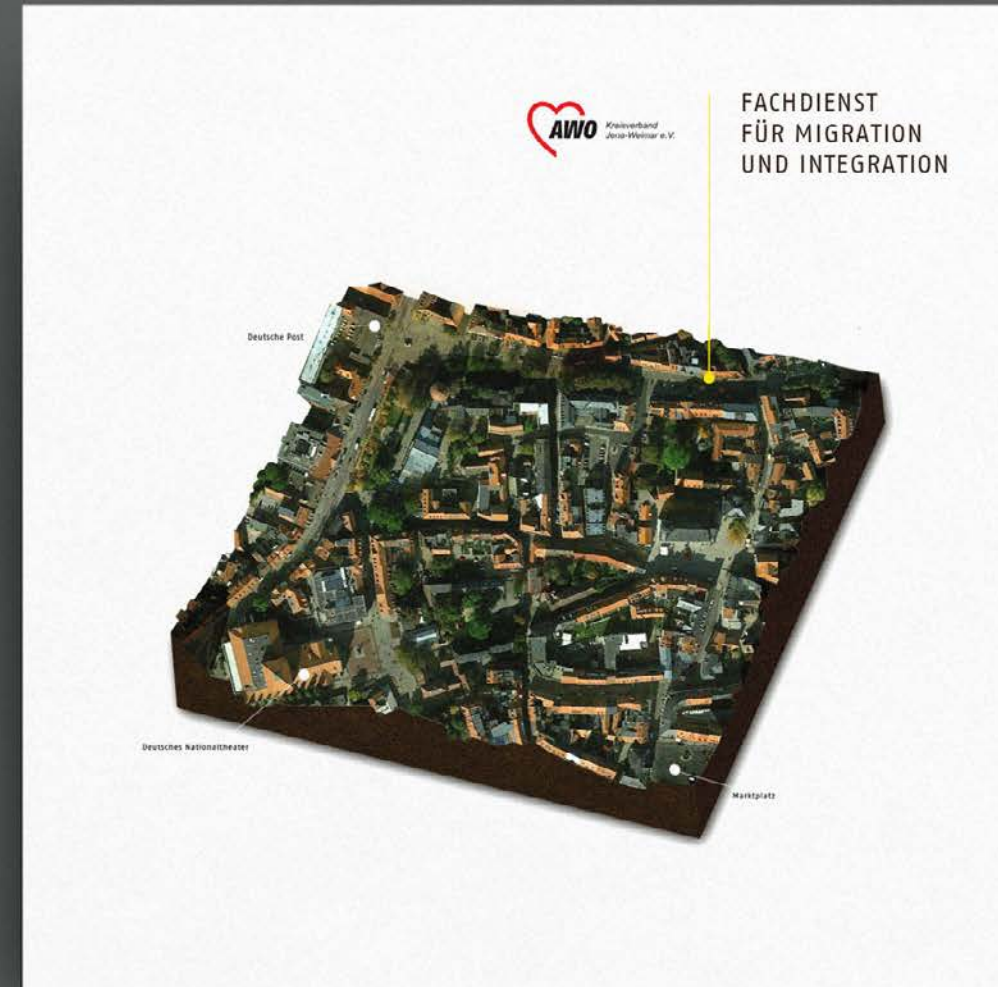 AWO
Kreisverband
Jena-Weimar e.V.
FACHDIENST
FÜR MIGRATION
UND INTEGRATION
Deutsche Post
Deutsches Nationaltheater
Marktplatz